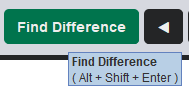 Find Difference ◀
Find Difference
( Alt + Shift + Enter )